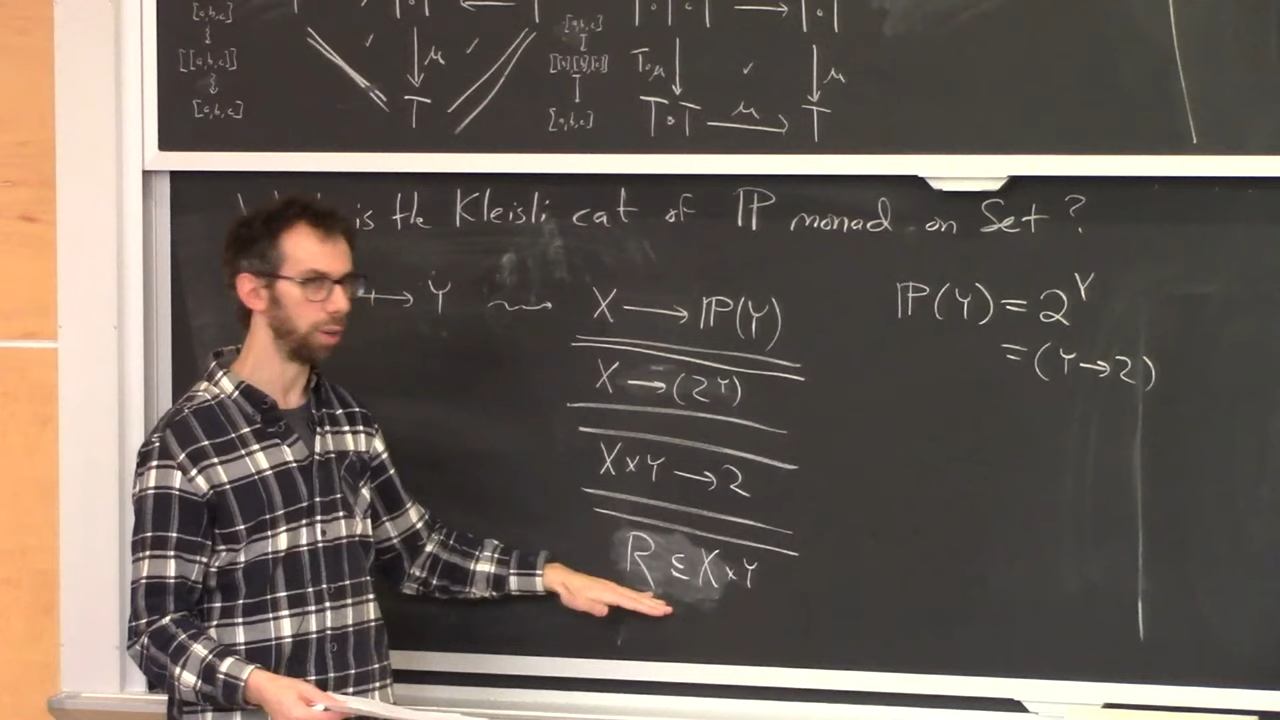 [a,b,c]
[[a,b,c]]
[a,b,c]
T∘T ← T
μ
T
[a,b,c]
[[a],[b],[c]]
[a,b,c]
T∘T∘T → T∘T
T∘μ
μ
T∘T —μ→ T
is the Kleisli cat of ℙ monad on Set?
→ Y ⇝ X → ℙ(Y)
ℙ(Y) = 2^Y
= (Y → 2)
X → (2^Y)
X × Y → 2
R ⊆ X × Y